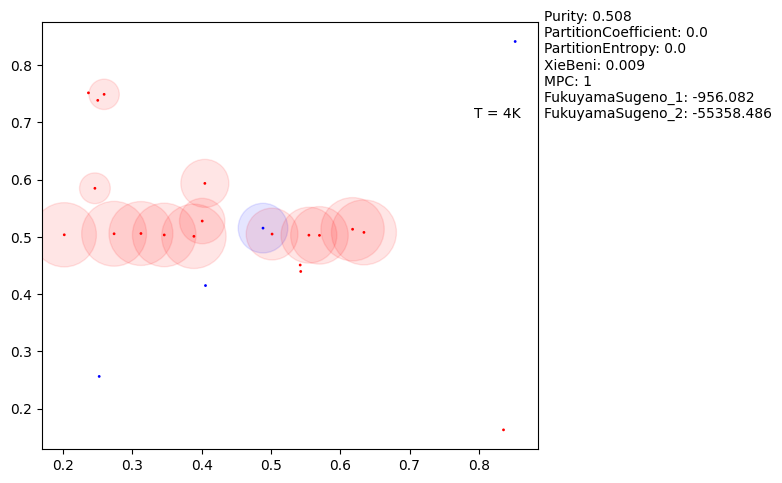 Purity: 0.508
PartitionCoefficient: 0.0
PartitionEntropy: 0.0
XieBeni: 0.009
MPC: 1
FukuyamaSugeno_1: -956.082
FukuyamaSugeno_2: -55358.486
T = 4K
0.8
0.7
0.6
0.5
0.4
0.3
0.2
0.2 0.3 0.4 0.5 0.6 0.7 0.8